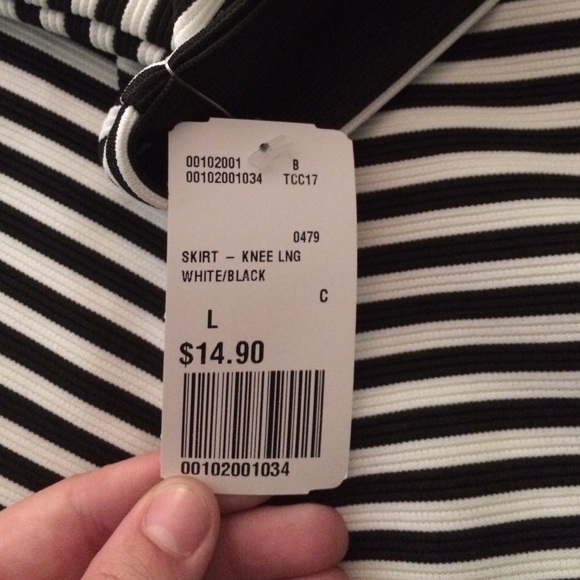 00102001 B
00102001034 TCC17
0479
SKIRT – KNEE LNG
WHITE/BLACK
C
L
$14.90
00102001034